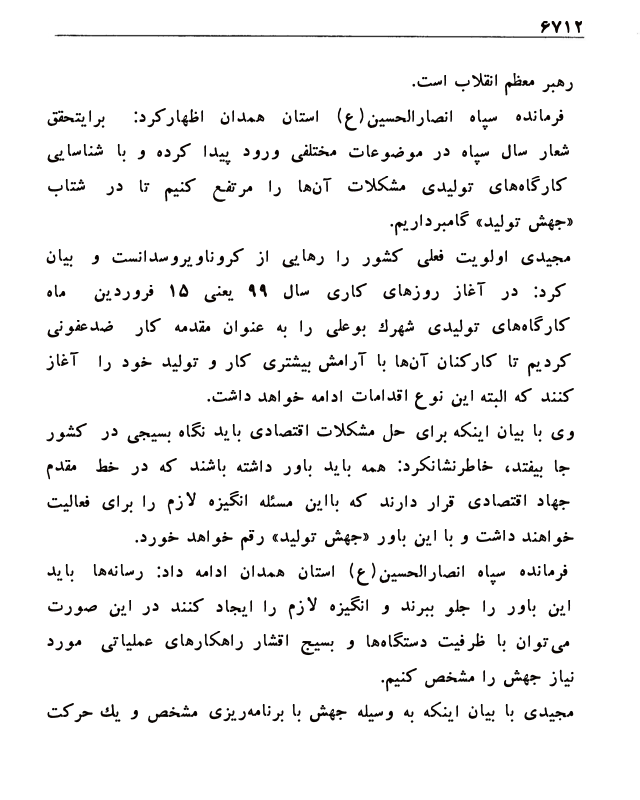 ۶۷۱۲
رهبر معظم انقلاب است.
فرمانده سپاه انصارالحسین(ع) استان همدان اظهارکرد: برایتحقق
شعار سال سپاه در موضوعات مختلفی ورود پیدا کرده و با شناسایی
کارگاه‌های تولیدی مشکلات آن‌ها را مرتفع کنیم تا در شتاب
«جهش تولید» گامبرداریم.
مجیدی اولویت فعلی کشور را رهایی از کروناویروسدانست و بیان
کرد: در آغاز روزهای کاری سال ۹۹ یعنی ۱۵ فروردین ماه
کارگاه‌های تولیدی شهرك بوعلی را به عنوان مقدمه کار ضدعفونی
کردیم تا کارکنان آن‌ها با آرامش بیشتری کار و تولید خود را آغاز
کنند که البته این نوع اقدامات ادامه خواهد داشت.
وی با بیان اینکه برای حل مشکلات اقتصادی باید نگاه بسیجی در کشور
جا بیفتد، خاطرنشانکرد: همه باید باور داشته باشند که در خط مقدم
جهاد اقتصادی قرار دارند که بااین مسئله انگیزه لازم را برای فعالیت
خواهند داشت و با این باور «جهش تولید» رقم خواهد خورد.
فرمانده سپاه انصارالحسین(ع) استان همدان ادامه داد: رسانه‌ها باید
این باور را جلو ببرند و انگیزه لازم را ایجاد کنند در این صورت
می‌توان با ظرفیت دستگاه‌ها و بسیج اقشار راهکارهای عملیاتی مورد
نیاز جهش را مشخص کنیم.
مجیدی با بیان اینکه به وسیله جهش با برنامه‌ریزی مشخص و یك حرکت